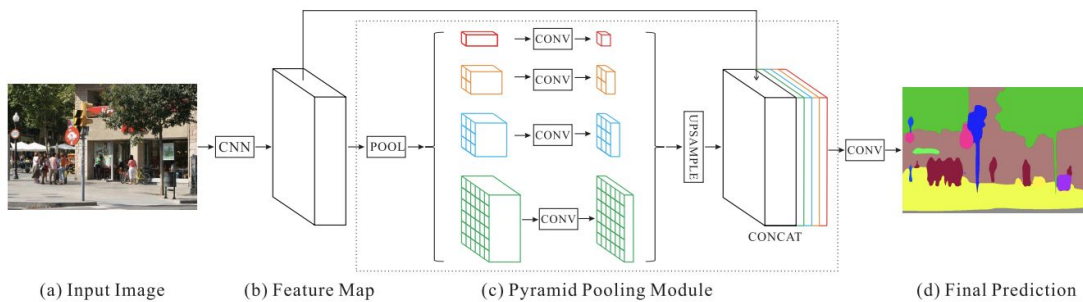 CNN
POOL
CONV
CONV
CONV
CONV
UPSAMPLE
CONCAT
CONV
(a) Input Image
(b) Feature Map
(c) Pyramid Pooling Module
(d) Final Prediction